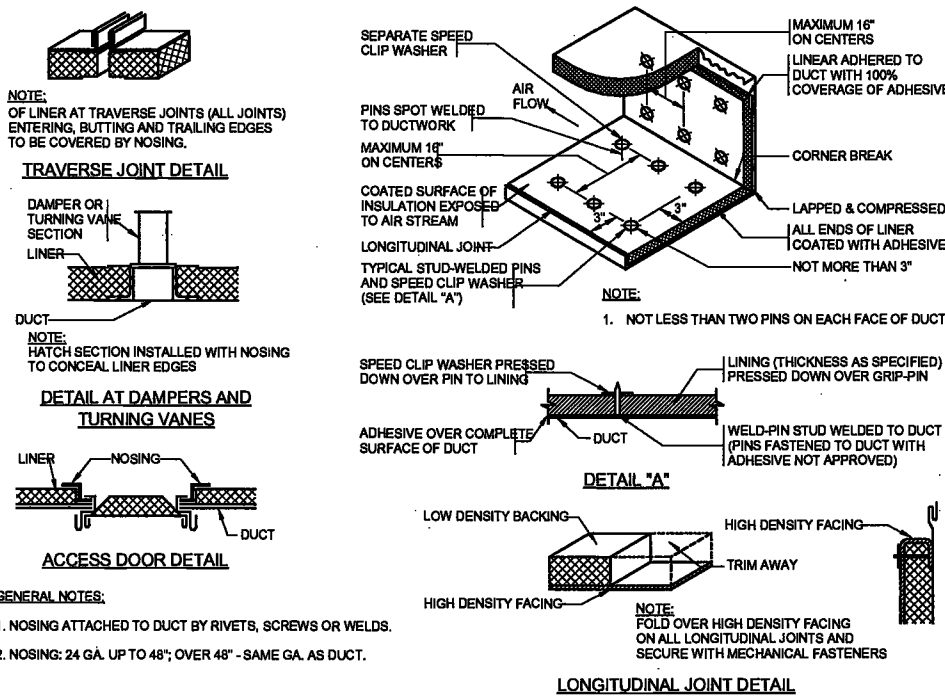 NOTE:
OF LINER AT TRAVERSE JOINTS (ALL JOINTS)
ENTERING, BUTTING AND TRAILING EDGES
TO BE COVERED BY NOSING.
TRAVERSE JOINT DETAIL
DAMPER OR
TURNING VANE
SECTION
LINER
DUCT
NOTE:
HATCH SECTION INSTALLED WITH NOSING
TO CONCEAL LINER EDGES
DETAIL AT DAMPERS AND
TURNING VANES
LINER
NOSING
DUCT
ACCESS DOOR DETAIL
GENERAL NOTES:
1. NOSING ATTACHED TO DUCT BY RIVETS, SCREWS OR WELDS.
2. NOSING: 24 GA. UP TO 48"; OVER 48" - SAME GA. AS DUCT.
SEPARATE SPEED
CLIP WASHER
AIR
FLOW
PINS SPOT WELDED
TO DUCTWORK
MAXIMUM 16"
ON CENTERS
COATED SURFACE OF
INSULATION EXPOSED
TO AIR STREAM
LONGITUDINAL JOINT
TYPICAL STUD-WELDED PINS
AND SPEED CLIP WASHER
(SEE DETAIL "A")
3"
3"
MAXIMUM 16"
ON CENTERS
LINEAR ADHERED TO
DUCT WITH 100%
COVERAGE OF ADHESIVE
CORNER BREAK
LAPPED & COMPRESSED
ALL ENDS OF LINER
COATED WITH ADHESIVE
NOT MORE THAN 3"
NOTE:
1. NOT LESS THAN TWO PINS ON EACH FACE OF DUCT
SPEED CLIP WASHER PRESSED
DOWN OVER PIN TO LINING
LINING (THICKNESS AS SPECIFIED)
PRESSED DOWN OVER GRIP-PIN
ADHESIVE OVER COMPLETE
SURFACE OF DUCT
DUCT
WELD-PIN STUD WELDED TO DUCT
(PINS FASTENED TO DUCT WITH
ADHESIVE NOT APPROVED)
DETAIL "A"
LOW DENSITY BACKING
HIGH DENSITY FACING
TRIM AWAY
HIGH DENSITY FACING
NOTE:
FOLD OVER HIGH DENSITY FACING
ON ALL LONGITUDINAL JOINTS AND
SECURE WITH MECHANICAL FASTENERS
LONGITUDINAL JOINT DETAIL